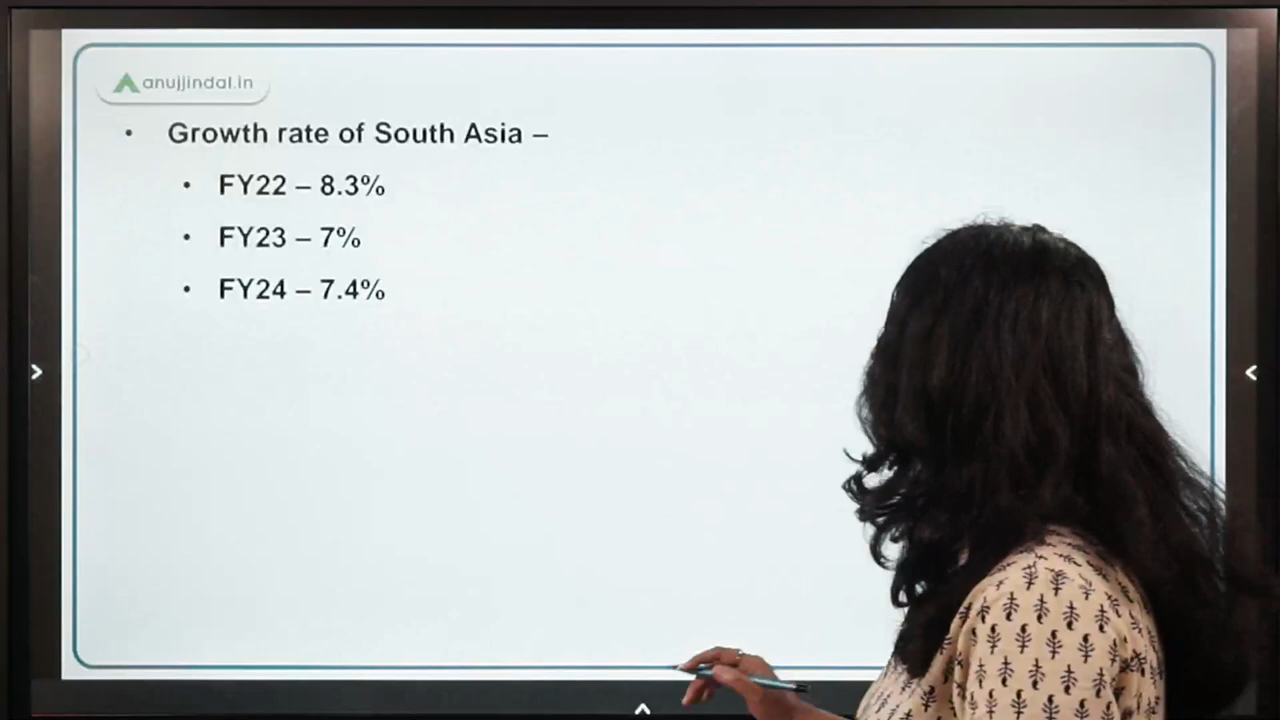 anujjindal.in
• Growth rate of South Asia –
• FY22 – 8.3%
• FY23 – 7%
• FY24 – 7.4%